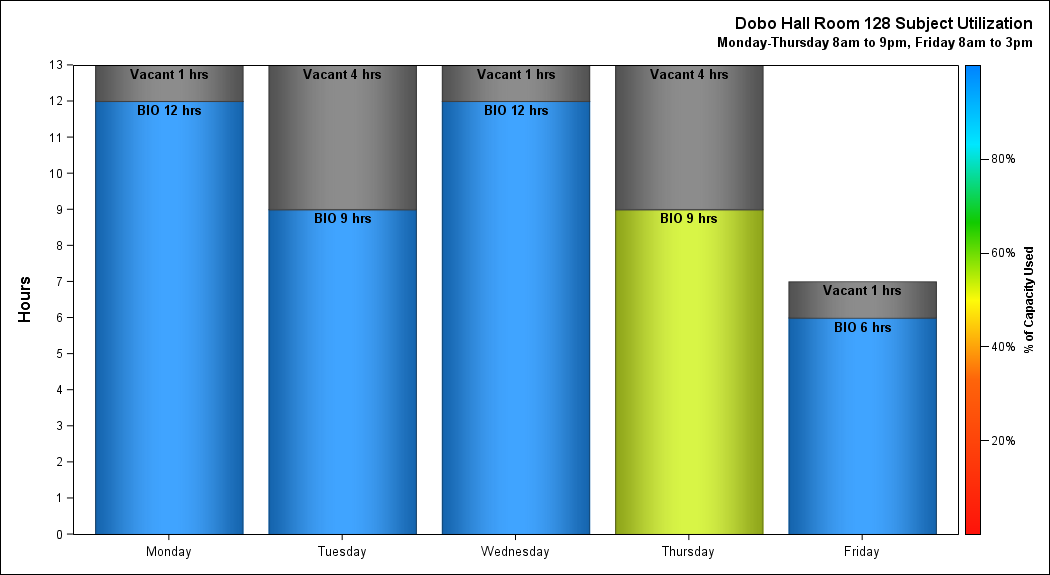 Dobo Hall Room 128 Subject Utilization
Monday-Thursday 8am to 9pm, Friday 8am to 3pm
Hours
13
12
11
10
9
8
7
6
5
4
3
2
1
0
Vacant 1 hrs
BIO 12 hrs
Vacant 4 hrs
BIO 9 hrs
Vacant 1 hrs
BIO 12 hrs
Vacant 4 hrs
BIO 9 hrs
Vacant 1 hrs
BIO 6 hrs
Monday
Tuesday
Wednesday
Thursday
Friday
80%
60%
40%
20%
% of Capacity Used